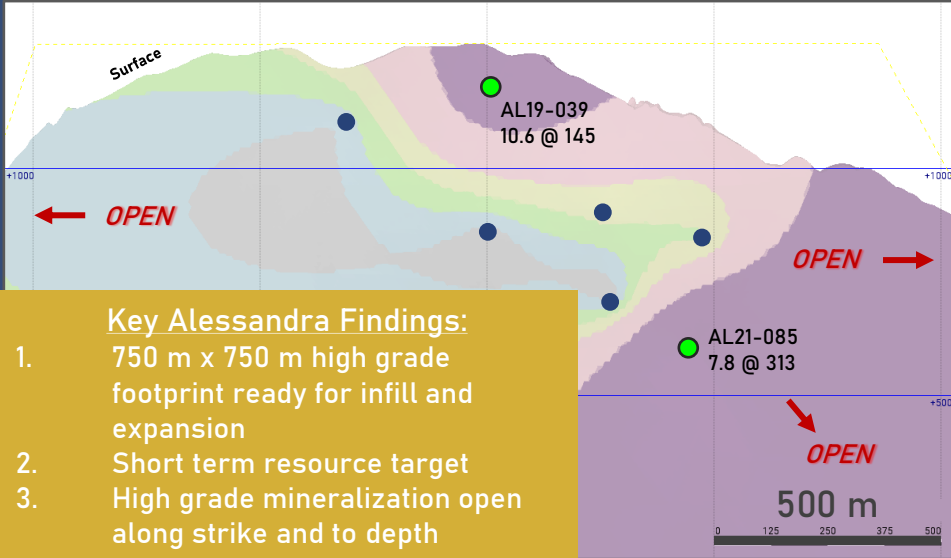 Surface
AL19-039
10.6 @ 145
+1000
+1000
OPEN
OPEN
Key Alessandra Findings:
1. 750 m x 750 m high grade
footprint ready for infill and
expansion
2. Short term resource target
3. High grade mineralization open
along strike and to depth
AL21-085
7.8 @ 313
+500
OPEN
500 m
0 125 250 375 500